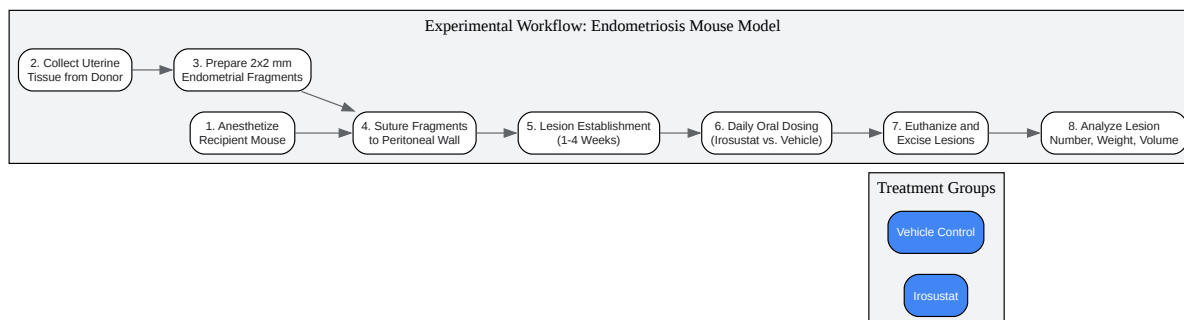 Experimental Workflow: Endometriosis Mouse Model
2. Collect Uterine
Tissue from Donor
3. Prepare 2x2 mm
Endometrial Fragments
1. Anesthetize
Recipient Mouse
4. Suture Fragments
to Peritoneal Wall
5. Lesion Establishment
(1-4 Weeks)
6. Daily Oral Dosing
(Irosustat vs. Vehicle)
7. Euthanize and
Excise Lesions
8. Analyze Lesion
Number, Weight, Volume
Treatment Groups
Vehicle Control
Irosustat